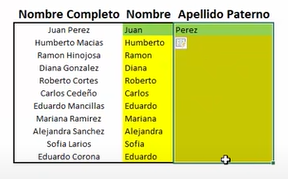 Nombre Completo Nombre Apellido Paterno
Juan Perez Juan Perez
Humberto Macias Humberto
Ramon Hinojosa Ramon
Diana Gonzalez Diana
Roberto Cortes Roberto
Carlos Cedeño Carlos
Eduardo Mancillas Eduardo
Mariana Ramirez Mariana
Alejandra Sanchez Alejandra
Sofia Larios Sofia
Eduardo Corona Eduardo